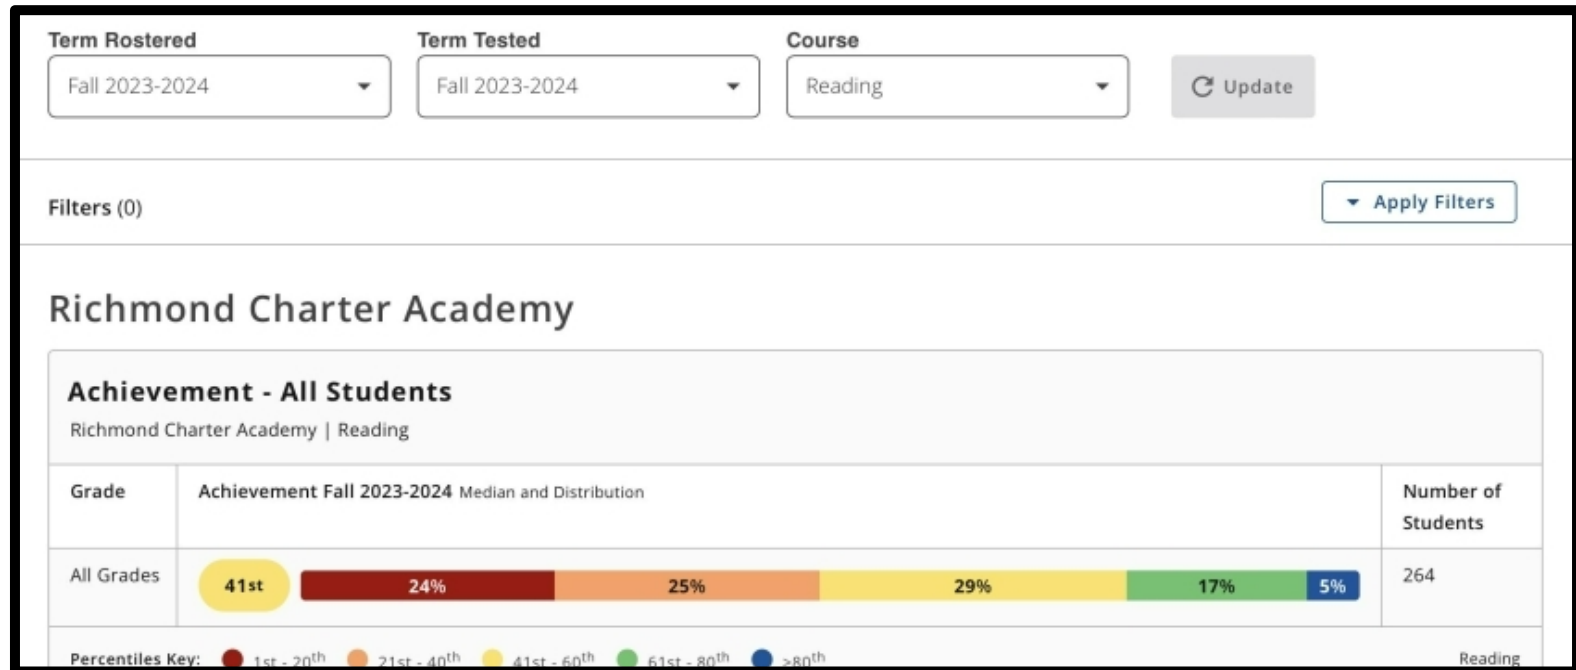 Term Rostered Term Tested Course
Fall 2023-2024 Fall 2023-2024 Reading Update
Filters (0) Apply Filters
Richmond Charter Academy
Achievement - All Students
Richmond Charter Academy | Reading
Grade Achievement Fall 2023-2024 Median and Distribution Number of
Students
All Grades 41st 24% 25% 29% 17% 5% 264
Percentiles Key: 1st - 20th 21st - 40th 41st - 60th 61st - 80th >80th Reading